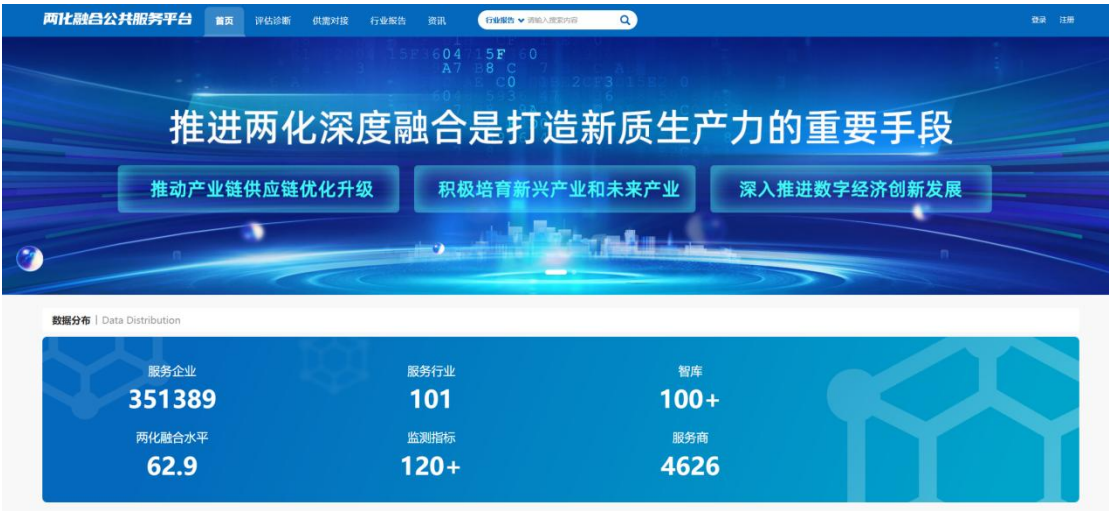 两化融合公共服务平台 首页 评估诊断 供需对接 行业报告 资讯 行业报告 请输入搜索内容 登录 注册
推进两化深度融合是打造新质生产力的重要手段
推动产业链供应链优化升级 积极培育新兴产业和未来产业 深入推进数字经济创新发展
数据分布 | Data Distribution
服务企业 服务行业 智库
351389 101 100+
两化融合水平 监测指标 服务商
62.9 120+ 4626